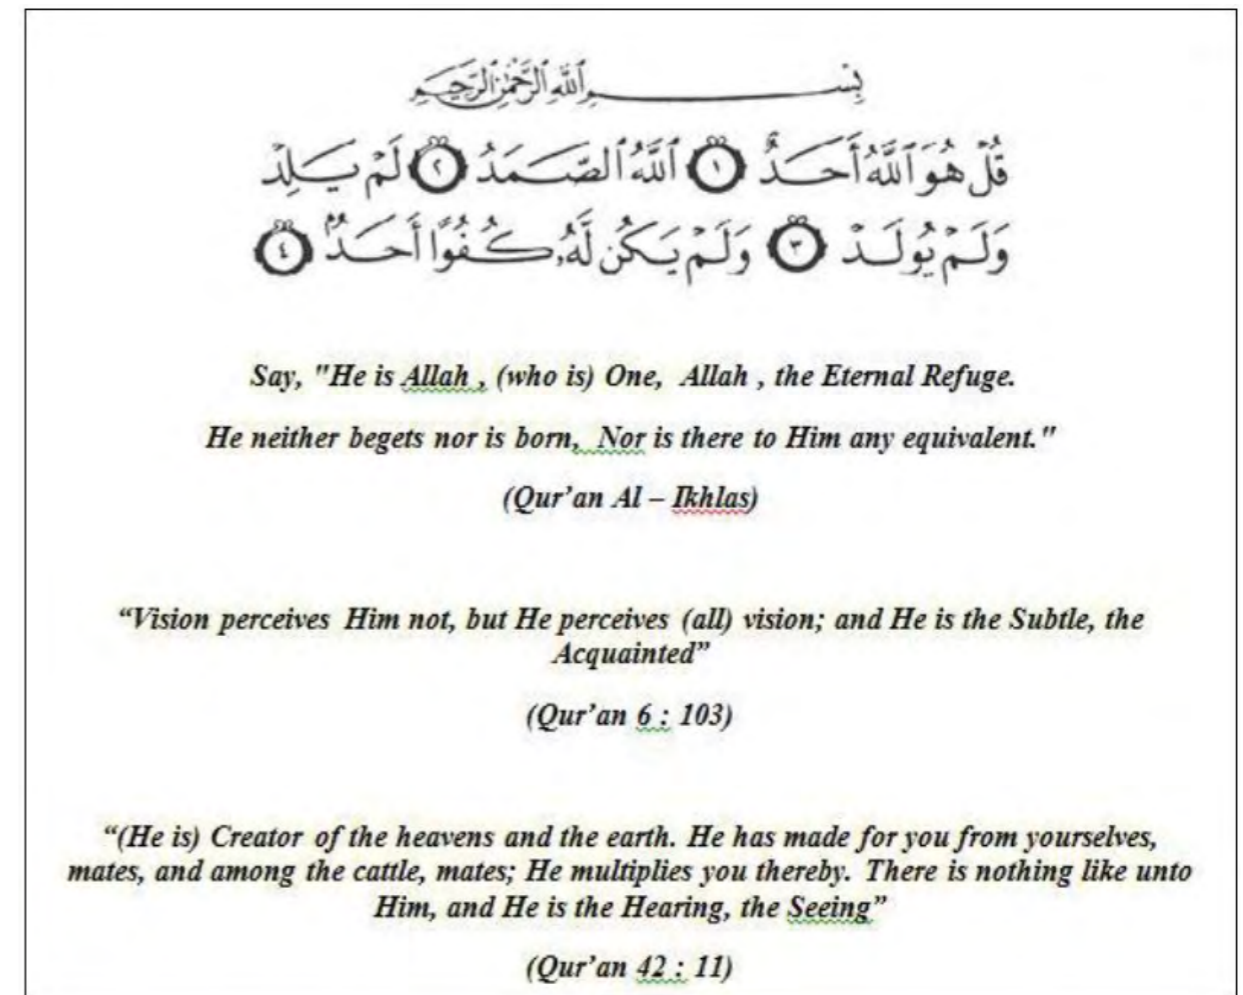 بِسْمِ ٱللَّهِ ٱلرَّحْمَٰنِ ٱلرَّحِيمِ
قُلْ هُوَ ٱللَّهُ أَحَدٌ ١ ٱللَّهُ ٱلصَّمَدُ ٢ لَمْ يَلِدْ
وَلَمْ يُولَدْ ٣ وَلَمْ يَكُن لَّهُۥ كُفُوًا أَحَدٌۢ ٤
Say, "He is Allah , (who is) One, Allah , the Eternal Refuge.
He neither begets nor is born, Nor is there to Him any equivalent."
(Qur’an Al – Ikhlas)
“Vision perceives Him not, but He perceives (all) vision; and He is the Subtle, the
Acquainted”
(Qur’an 6 : 103)
“(He is) Creator of the heavens and the earth. He has made for you from yourselves,
mates, and among the cattle, mates; He multiplies you thereby. There is nothing like unto
Him, and He is the Hearing, the Seeing”
(Qur’an 42 : 11)